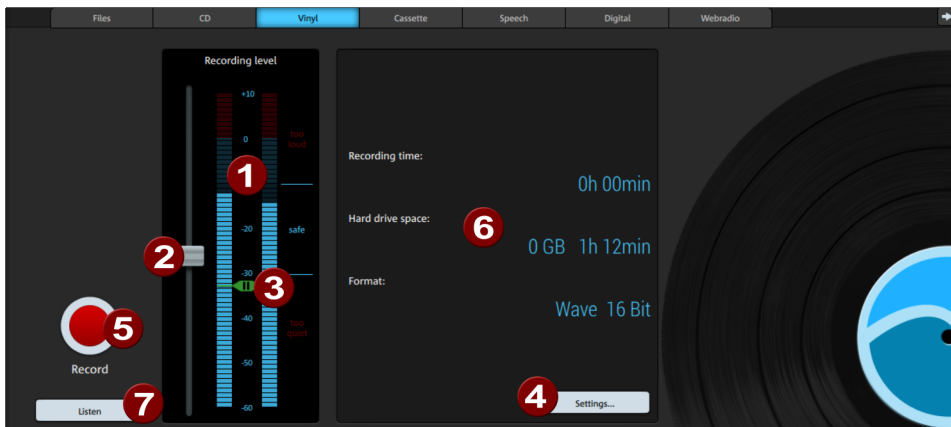 Files CD Vinyl Cassette Speech Digital Webradio
Recording level
+10
0
too
loud
1
-20
safe
2
-30
3
-40
too
quiet
-50
-60
Recording time:
0h 00min
Hard drive space:
6
0 GB 1h 12min
Format:
Wave 16 Bit
4
Settings...
5
Record
7
Listen